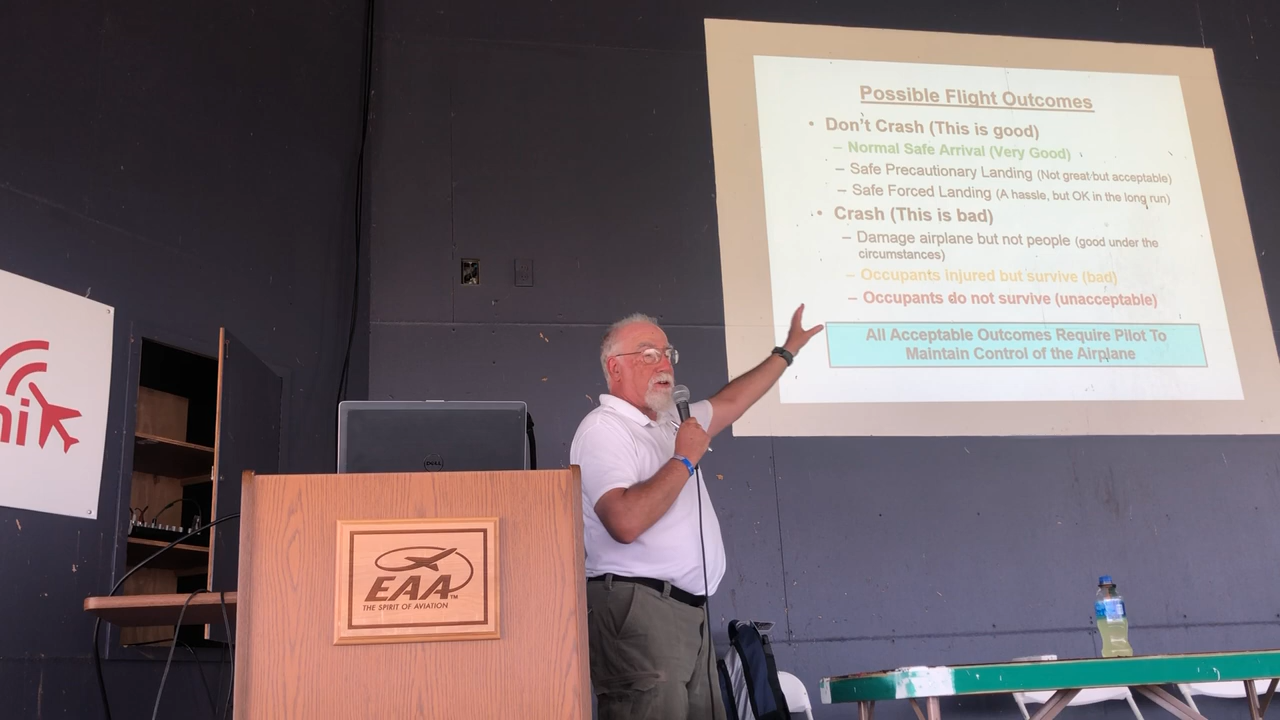 Possible Flight Outcomes
• Don't Crash (This is good)
– Normal Safe Arrival (Very Good)
– Safe Precautionary Landing (Not great but acceptable)
– Safe Forced Landing (A hassle, but OK in the long run)
• Crash (This is bad)
– Damage airplane but not people (good under the
circumstances)
– Occupants injured but survive (bad)
– Occupants do not survive (unacceptable)
All Acceptable Outcomes Require Pilot To
Maintain Control of the Airplane
ni
DELL
EAA™
THE SPIRIT OF AVIATION